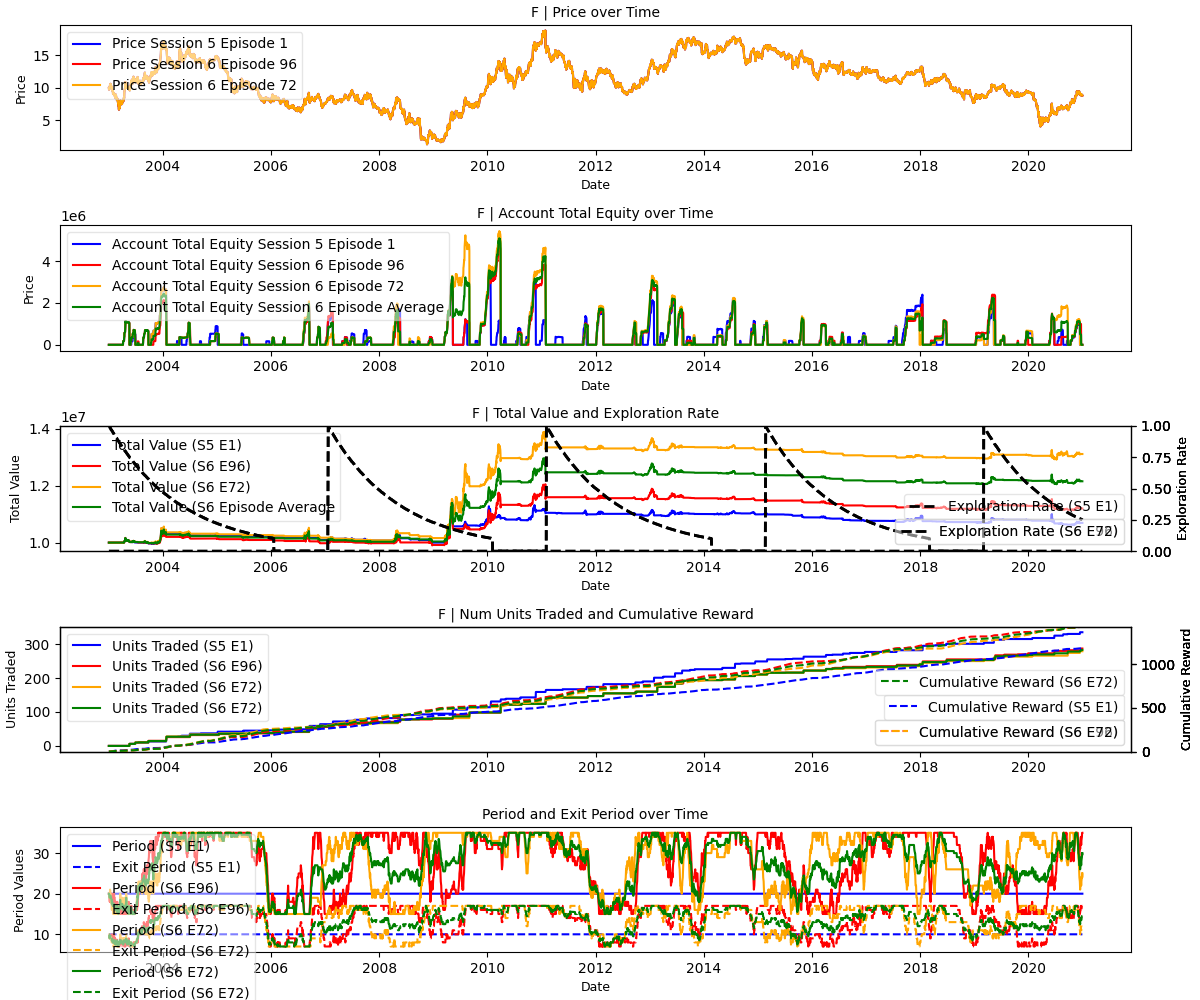 F | Price over Time
Price
15
10
5
Price Session 5 Episode 1
Price Session 6 Episode 96
Price Session 6 Episode 72
2004 2006 2008 2010 2012 2014 2016 2018 2020
Date
1e6
F | Account Total Equity over Time
Price
4
2
0
Account Total Equity Session 5 Episode 1
Account Total Equity Session 6 Episode 96
Account Total Equity Session 6 Episode 72
Account Total Equity Session 6 Episode Average
2004 2006 2008 2010 2012 2014 2016 2018 2020
Date
1e7
F | Total Value and Exploration Rate
Total Value
1.4
1.2
1.0
Total Value (S5 E1)
Total Value (S6 E96)
Total Value (S6 E72)
Total Value (S6 Episode Average)
Exploration Rate (S5 E1)
Exploration Rate (S6 E72)
1.00
0.75
0.50
0.25
0.00
Exploration Rate
2004 2006 2008 2010 2012 2014 2016 2018 2020
Date
F | Num Units Traded and Cumulative Reward
Units Traded
300
200
100
0
Units Traded (S5 E1)
Units Traded (S6 E96)
Units Traded (S6 E72)
Units Traded (S6 E72)
Cumulative Reward (S6 E72)
Cumulative Reward (S5 E1)
Cumulative Reward (S6 E72)
1000
500
0
Cumulative Reward
2004 2006 2008 2010 2012 2014 2016 2018 2020
Date
Period and Exit Period over Time
Period Values
30
20
10
Period (S5 E1)
Exit Period (S5 E1)
Period (S6 E96)
Exit Period (S6 E96)
Period (S6 E72)
Exit Period (S6 E72)
Period (S6 E72)
Exit Period (S6 E72)
2004 2006 2008 2010 2012 2014 2016 2018 2020
Date